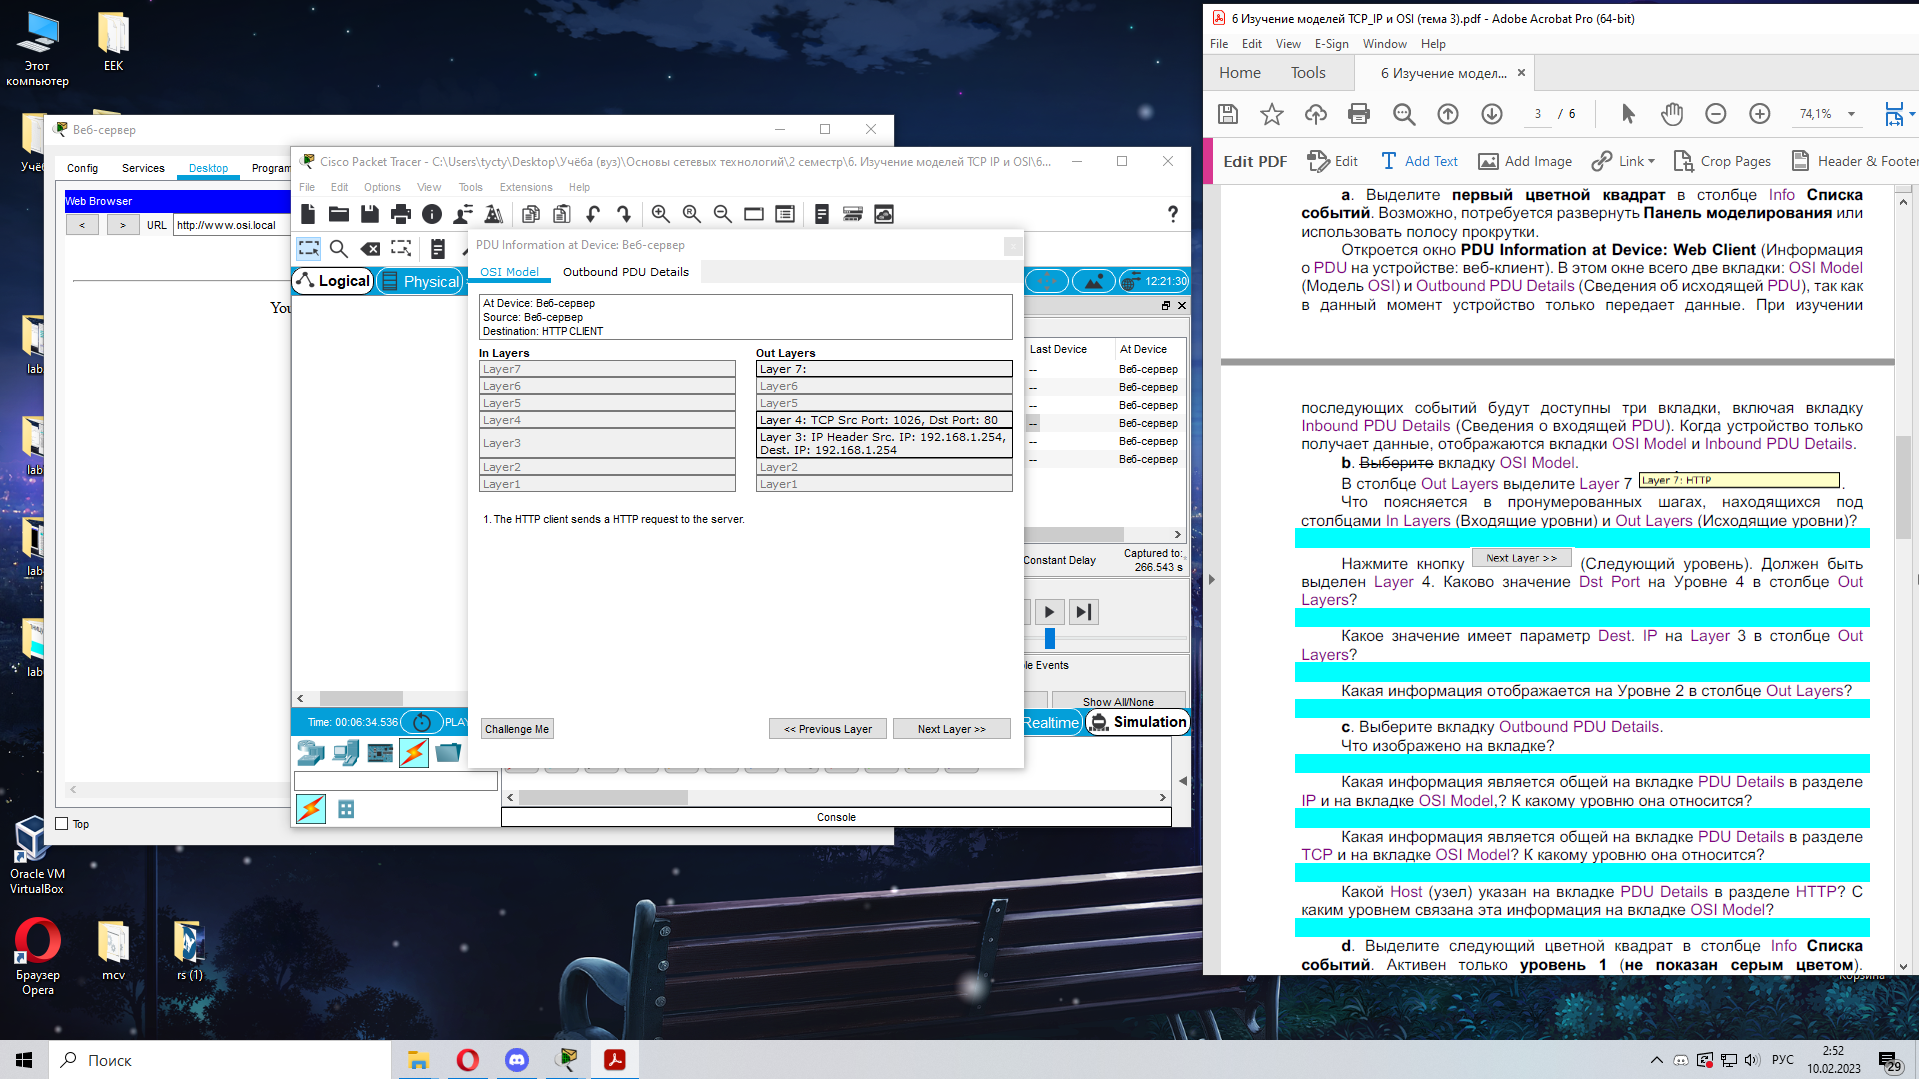 Этот компьютер
EEK
Учё
lab
lab
lab
lab
Oracle VM VirtualBox
Браузер Opera
mcv
rs (1)
Веб-сервер
Config
Services
Desktop
Program
Web Browser
<
>
URL
http://www.osi.local
You
<
Top
Cisco Packet Tracer - C:\Users\tycty\Desktop\Учёба (вуз)\Основы сетевых технологий\2 семестр\6. Изучение моделей TCP IP и OSI\6...
File
Edit
Options
View
Tools
Extensions
Help
?
Logical
Physical
12:21:30
PDU Information at Device: Веб-сервер
x
OSI Model
Outbound PDU Details
At Device: Веб-сервер
Source: Веб-сервер
Destination: HTTP CLIENT
In Layers
Out Layers
Layer7
Layer 7:
Layer6
Layer6
Layer5
Layer5
Layer4
Layer 4: TCP Src Port: 1026, Dst Port: 80
Layer3
Layer 3: IP Header Src. IP: 192.168.1.254,
Dest. IP: 192.168.1.254
Layer2
Layer2
Layer1
Layer1
1. The HTTP client sends a HTTP request to the server.
Challenge Me
<< Previous Layer
Next Layer >>
Last Device
At Device
-- Веб-сервер
-- Веб-сервер
-- Веб-сервер
-- Веб-сервер
-- Веб-сервер
-- Веб-сервер
Constant Delay
Captured to:
266.543 s
le Events
Show All/None
Time: 00:06:34.536
PLAY
Realtime
Simulation
Console
6 Изучение моделей TCP_IP и OSI (тема 3).pdf - Adobe Acrobat Pro (64-bit)
File
Edit
View
E-Sign
Window
Help
Home
Tools
6 Изучение модел...
3 / 6
74,1%
Edit PDF
Edit
Add Text
Add Image
Link
Crop Pages
Header & Footer
a. Выделите первый цветной квадрат в столбце Info Списка
событий. Возможно, потребуется развернуть Панель моделирования или
использовать полосу прокрутки.
Откроется окно PDU Information at Device: Web Client (Информация
о PDU на устройстве: веб-клиент). В этом окне всего две вкладки: OSI Model
(Модель OSI) и Outbound PDU Details (Сведения об исходящей PDU), так как
в данный момент устройство только передает данные. При изучении
последующих событий будут доступны три вкладки, включая вкладку
Inbound PDU Details (Сведения о входящей PDU). Когда устройство только
получает данные, отображаются вкладки OSI Model и Inbound PDU Details.
b. Выберите вкладку OSI Model.
В столбце Out Layers выделите Layer 7 Layer 7: HTTP .
Что поясняется в пронумерованных шагах, находящихся под
столбцами In Layers (Входящие уровни) и Out Layers (Исходящие уровни)?
Нажмите кнопку Next Layer >> (Следующий уровень). Должен быть
выделен Layer 4. Каково значение Dst Port на Уровне 4 в столбце Out
Layers?
Какое значение имеет параметр Dest. IP на Layer 3 в столбце Out
Layers?
Какая информация отображается на Уровне 2 в столбце Out Layers?
c. Выберите вкладку Outbound PDU Details.
Что изображено на вкладке?
Какая информация является общей на вкладке PDU Details в разделе
IP и на вкладке OSI Model,? К какому уровню она относится?
Какая информация является общей на вкладке PDU Details в разделе
TCP и на вкладке OSI Model? К какому уровню она относится?
Какой Host (узел) указан на вкладке PDU Details в разделе HTTP? С
каким уровнем связана эта информация на вкладке OSI Model?
d. Выделите следующий цветной квадрат в столбце Info Списка
событий. Активен только уровень 1 (не показан серым цветом).
Поиск
РУС
2:52
10.02.2023
29